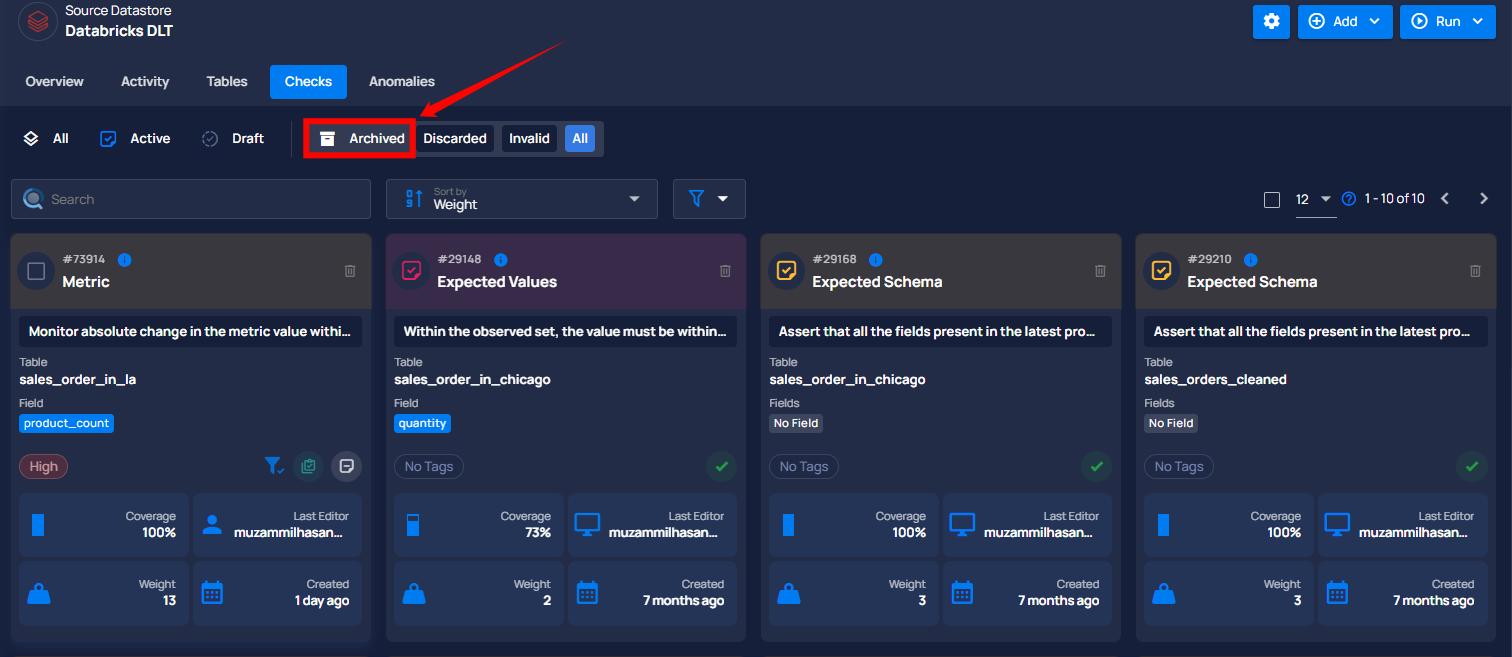 Source Datastore
Databricks DLT
Add
Run
Overview
Activity
Tables
Checks
Anomalies
All
Active
Draft
Archived
Discarded
Invalid
All
Search
Sort by
Weight
12
1 - 10 of 10
#73914
Metric
Monitor absolute change in the metric value withi...
Table
sales_order_in_la
Field
product_count
High
Coverage
100%
Last Editor
muzammilhasan...
Weight
13
Created
1 day ago
#29148
Expected Values
Within the observed set, the value must be within...
Table
sales_order_in_chicago
Field
quantity
No Tags
Coverage
73%
Last Editor
muzammilhasan...
Weight
2
Created
7 months ago
#29168
Expected Schema
Assert that all the fields present in the latest pro...
Table
sales_order_in_chicago
Fields
No Field
No Tags
Coverage
100%
Last Editor
muzammilhasan...
Weight
3
Created
7 months ago
#29210
Expected Schema
Assert that all the fields present in the latest pro...
Table
sales_orders_cleaned
Fields
No Field
No Tags
Coverage
100%
Last Editor
muzammilhasan...
Weight
3
Created
7 months ago